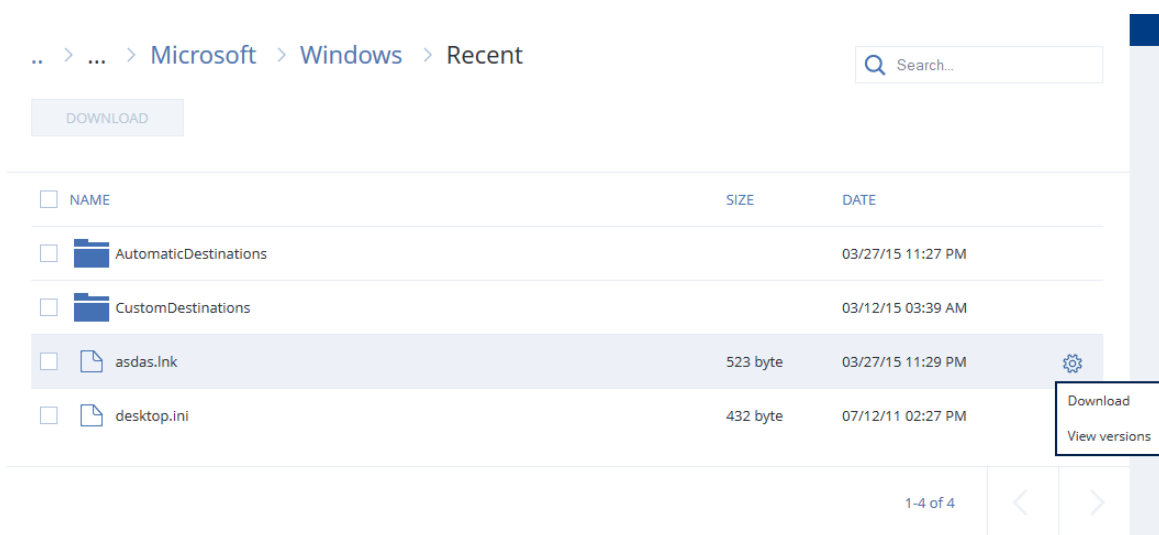 .. > ... > Microsoft > Windows > Recent
Search...
DOWNLOAD
NAME SIZE DATE
AutomaticDestinations 03/27/15 11:27 PM
CustomDestinations 03/12/15 03:39 AM
asdas.lnk 523 byte 03/27/15 11:29 PM
Download
desktop.ini 432 byte 07/12/11 02:27 PM
View versions
1-4 of 4